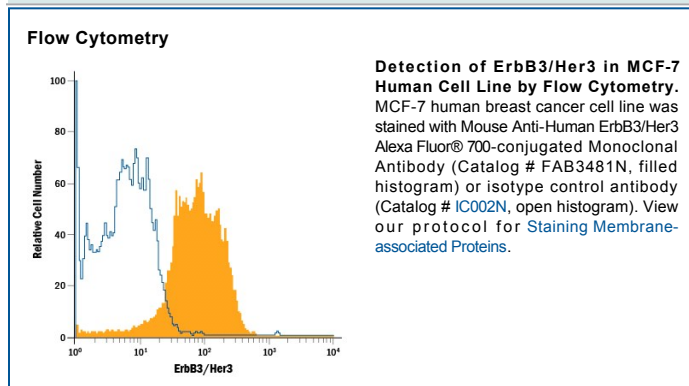 Flow Cytometry
Detection of ErbB3/Her3 in MCF-7
Human Cell Line by Flow Cytometry.
MCF-7 human breast cancer cell line was
stained with Mouse Anti-Human ErbB3/Her3
Alexa Fluor® 700-conjugated Monoclonal
Antibody (Catalog # FAB3481N, filled
histogram) or isotype control antibody
(Catalog # IC002N, open histogram). View
our protocol for Staining Membrane-
associated Proteins.
Relative Cell Number
100
80
60
40
20
0
10⁰ 10¹ 10² 10³ 10⁴
ErbB3/Her3